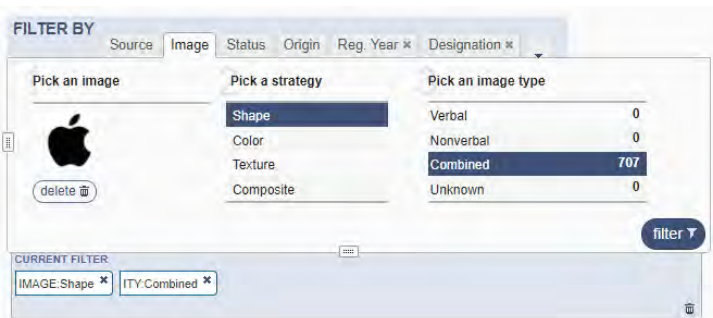 FILTER BY
Source Image Status Origin Reg. Year × Designation ×
Pick an image Pick a strategy Pick an image type
Shape Verbal 0
Color Nonverbal 0
Texture Combined 707
delete Composite Unknown 0
filter
CURRENT FILTER
IMAGE:Shape × ITY:Combined ×